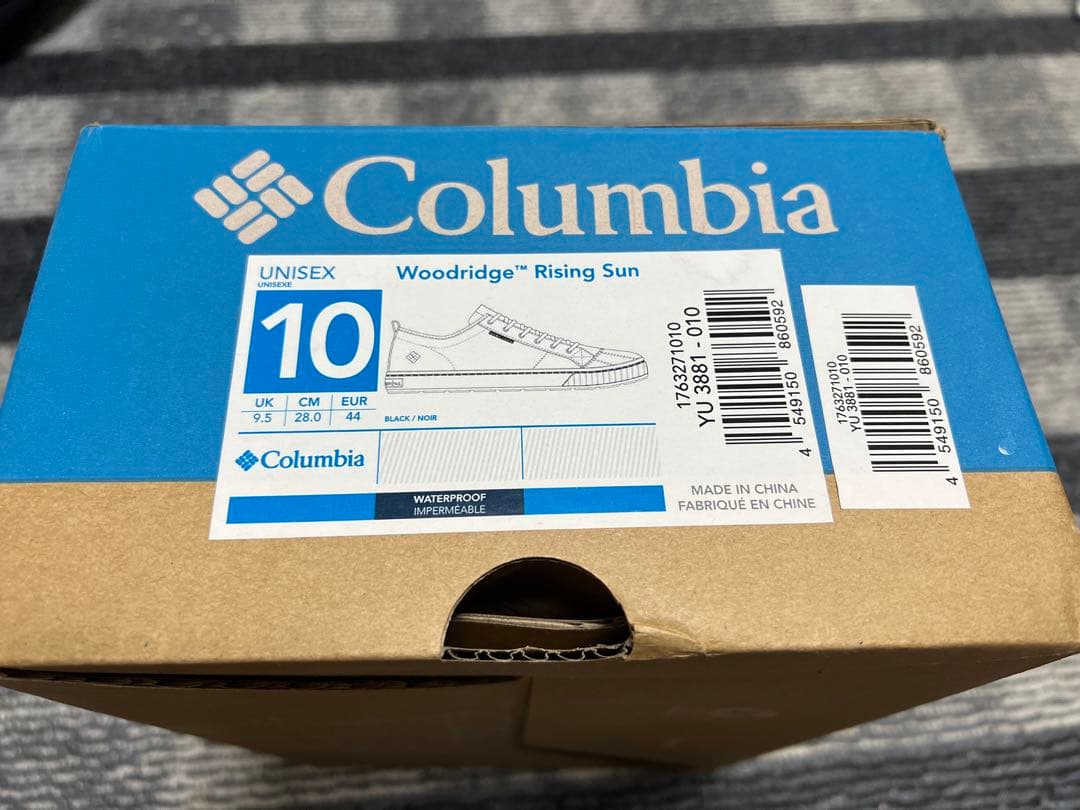 Columbia
UNISEX
UNISEXE
Woodridge™ Rising Sun
10
UK CM EUR
9.5 28.0 44
BLACK / NOIR
Columbia
WATERPROOF
IMPERMÉABLE
1763271010
YU 3881 - 010
4 549150 860592
MADE IN CHINA
FABRIQUÉ EN CHINE
1763271010
YU 3881 - 010
4 549150 860592